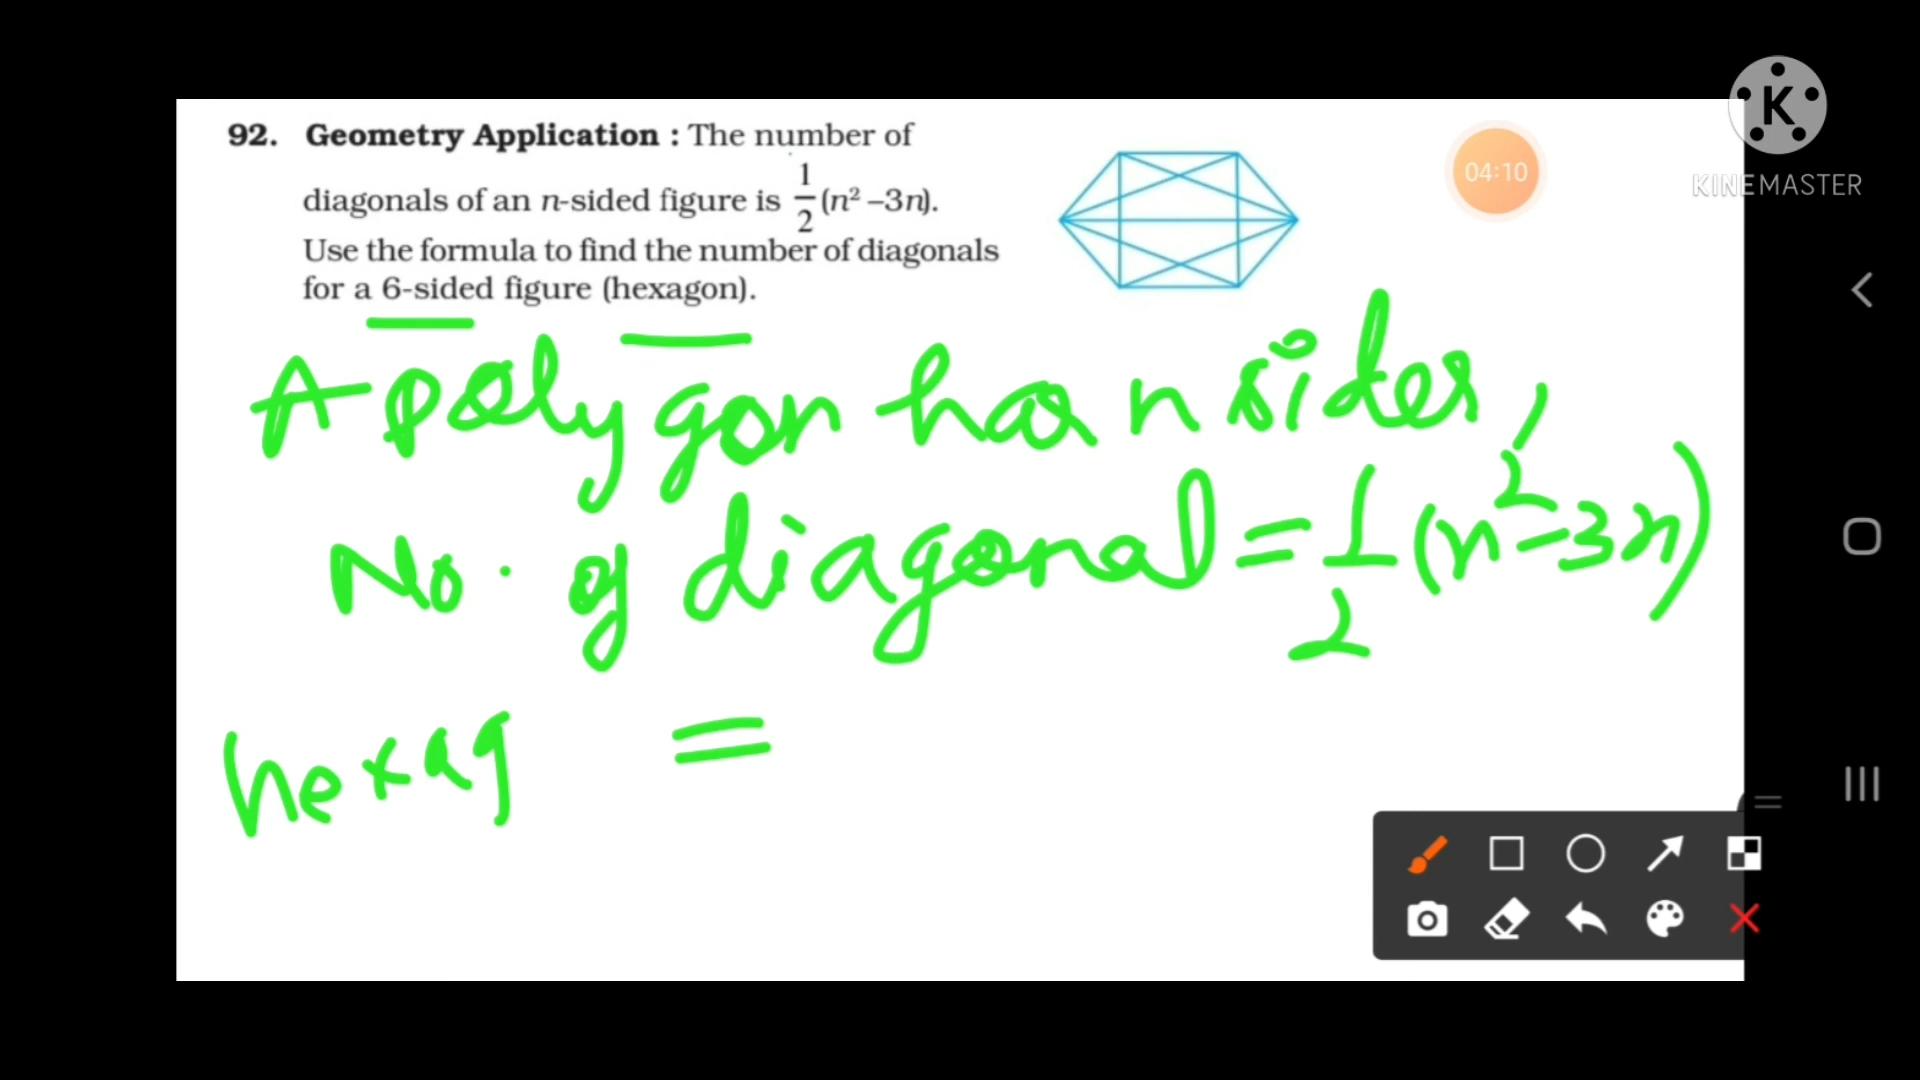 92. Geometry Application : The number of
diagonals of an n-sided figure is 1/2 (n² –3n).
Use the formula to find the number of diagonals
for a 6-sided figure (hexagon).
04:10
K
KINEMASTER
A polygon has n sides,
No. of diagonal = 1/2 (n² - 3n)
hexag =